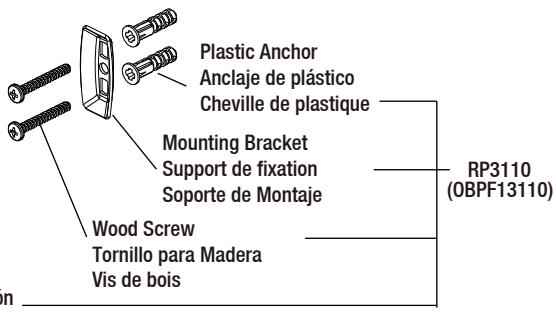 Plastic Anchor
Anclaje de plástico
Cheville de plastique
Mounting Bracket
Support de fixation
Soporte de Montaje
RP3110
(OBPF13110)
Wood Screw
Tornillo para Madera
Vis de bois